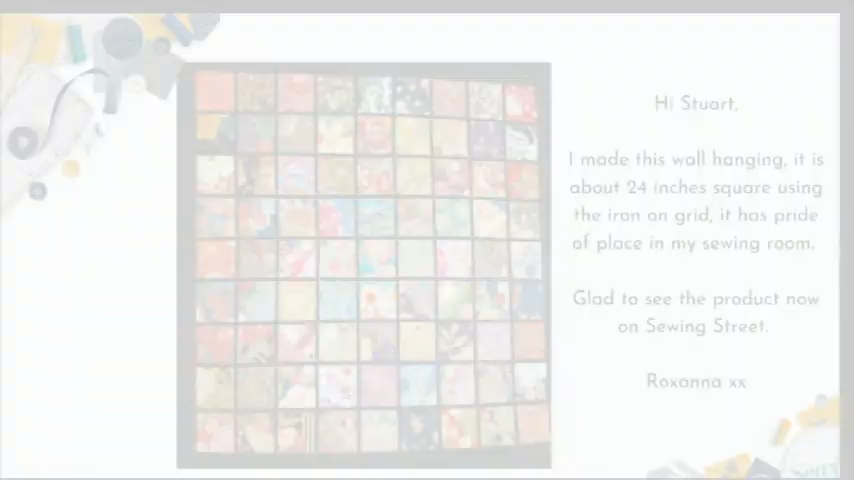 Hi Stuart,
I made this wall hanging, it is
about 24 inches square using
the iron on grid, it has pride
of place in my sewing room.
Glad to see the product now
on Sewing Street.
Roxanna xx